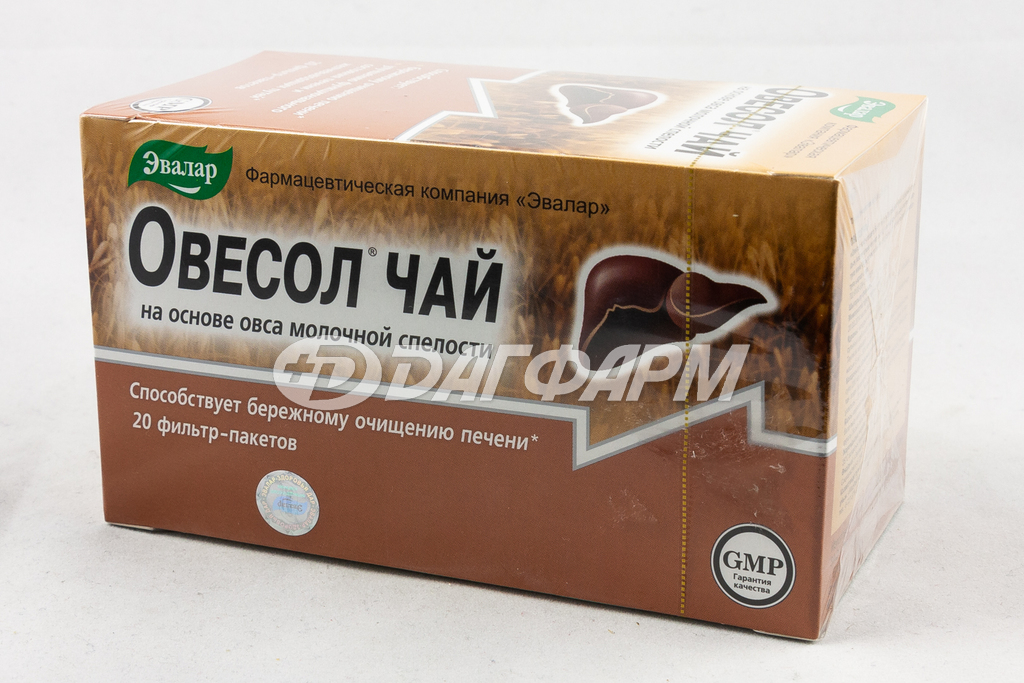 Эвалар
Фармацевтическая компания «Эвалар»
ОВЕСОЛ® ЧАЙ
на основе овса молочной спелости
ДАГФАРМ
Способствует бережному очищению печени*
20 фильтр-пакетов
GMP
Гарантия
качества
ОВЕСОЛ ЧАЙ
Эвалар